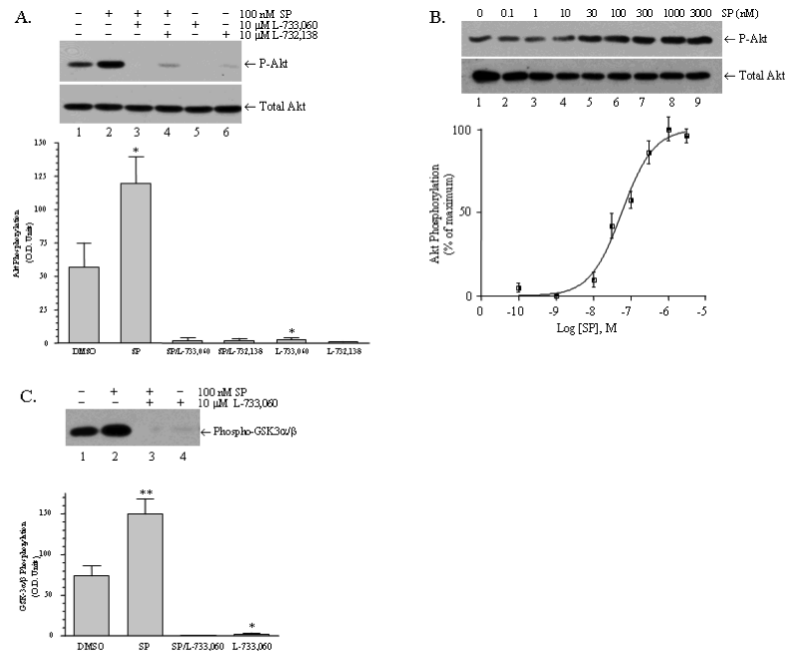 A.
− + + + − − 100 nM SP
− − + − + − 10 µM L-733,060
− − − + − + 10 µM L-732,138
← P-Akt
← Total Akt
1 2 3 4 5 6
Akt Phosphorylation
(O.D. Units)
150
125
100
75
50
25
0
*
*
DMSO SP SP/L-733,060 SP/L-732,138 L-733,060 L-732,138
B.
0 0.1 1 10 30 100 300 1000 3000 SP (nM)
← P-Akt
← Total Akt
1 2 3 4 5 6 7 8 9
Akt Phosphorylation
(% of maximum)
100
50
0
0 -10 -9 -8 -7 -6 -5
Log [SP], M
C.
− + + − 100 nM SP
− − + + 10 µM L-733,060
← Phospho-GSK3α/β
1 2 3 4
GSK-3α/β Phosphorylation
(O.D. Units)
150
100
50
0
**
*
DMSO SP SP/L-733,060 L-733,060